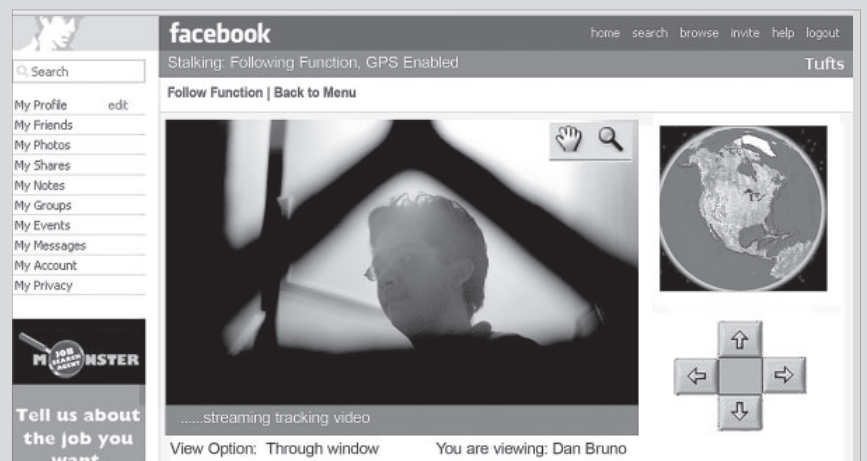 facebook
home search browse invite help logout
Search
Stalking: Following Function, GPS Enabled
Tufts
Follow Function | Back to Menu
My Profile edit
My Friends
My Photos
My Shares
My Notes
My Groups
My Events
My Messages
My Account
My Privacy
M NSTER
JOB
SEARCH
AGENT
Tell us about
the job you
want
......streaming tracking video
View Option: Through window
You are viewing: Dan Bruno